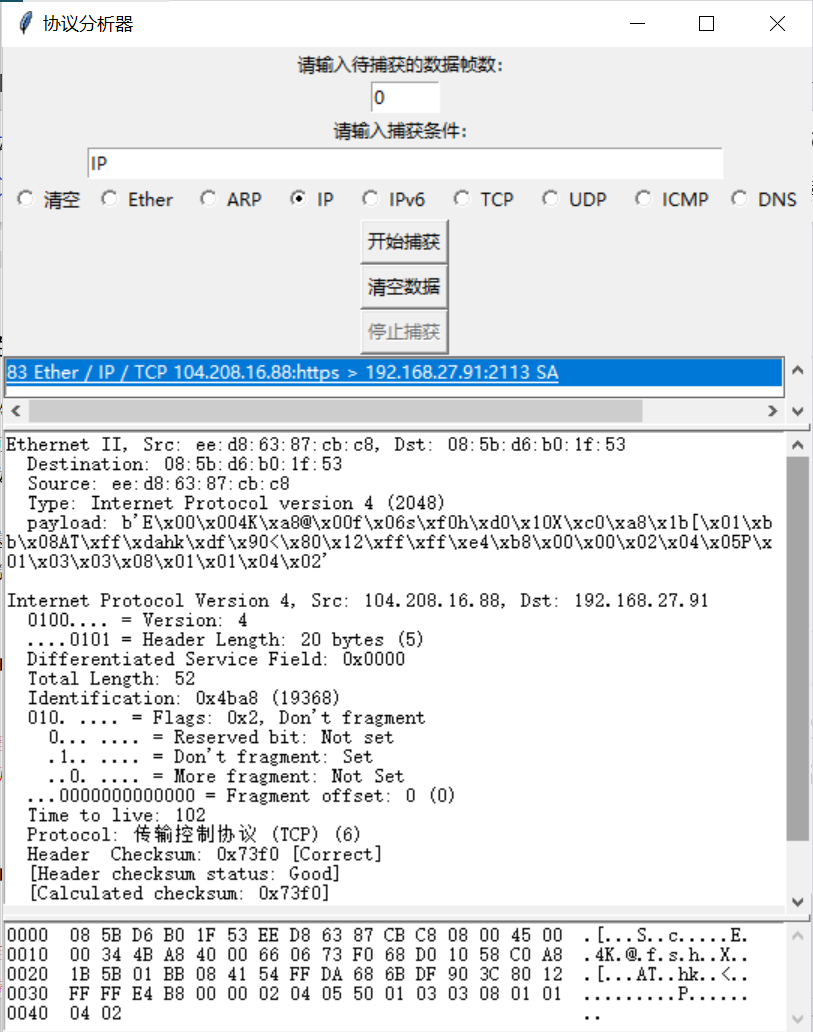 协议分析器
请输入待捕获的数据帧数:
0
请输入捕获条件:
IP
清空 Ether ARP IP IPv6 TCP UDP ICMP DNS
开始捕获
清空数据
停止捕获
83 Ether / IP / TCP 104.208.16.88:https > 192.168.27.91:2113 SA
Ethernet II, Src: ee:d8:63:87:cb:c8, Dst: 08:5b:d6:b0:1f:53
Destination: 08:5b:d6:b0:1f:53
Source: ee:d8:63:87:cb:c8
Type: Internet Protocol version 4 (2048)
payload: b'E\x00\x004K\xa8@\x00f\x06s\xf0h\xd0\x10X\xc0\xa8\x1b[\x01\xb
b\x08AT\xff\xdahk\xdf\x90<\x80\x12\xff\xff\xe4\xb8\x00\x00\x02\x04\x05P\x
01\x03\x03\x08\x01\x01\x04\x02'
Internet Protocol Version 4, Src: 104.208.16.88, Dst: 192.168.27.91
0100.... = Version: 4
....0101 = Header Length: 20 bytes (5)
Differentiated Service Field: 0x0000
Total Length: 52
Identification: 0x4ba8 (19368)
010. .... = Flags: 0x2, Don't fragment
0... .... = Reserved bit: Not set
.1.. .... = Don't fragment: Set
..0. .... = More fragment: Not Set
...0000000000000 = Fragment offset: 0 (0)
Time to live: 102
Protocol: 传输控制协议 (TCP) (6)
Header  Checksum: 0x73f0 [Correct]
[Header checksum status: Good]
[Calculated checksum: 0x73f0]
0000  08 5B D6 B0 1F 53 EE D8 63 87 CB C8 08 00 45 00  .[...S..c.....E.
0010  00 34 4B A8 40 00 66 06 73 F0 68 D0 10 58 C0 A8  .4K.@.f.s.h..X..
0020  1B 5B 01 BB 08 41 54 FF DA 68 6B DF 90 3C 80 12  .[...AT..hk..<..
0030  FF FF E4 B8 00 00 02 04 05 50 01 03 03 08 01 01  .........P......
0040  04 02  ..